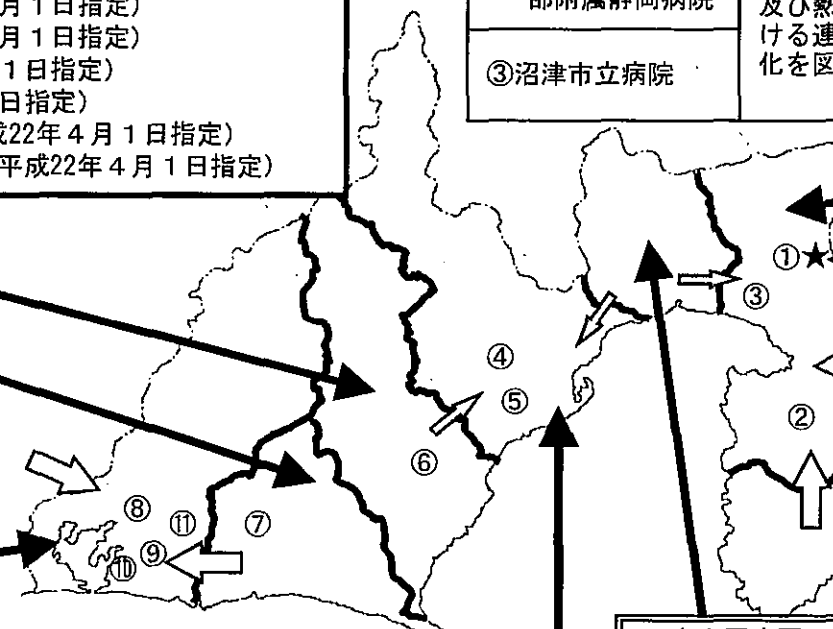 月１日指定）
月１日指定）
１日指定）
日指定）
22年４月１日指定）
平成22年４月１日指定）
部附属静岡病院
③沼津市立病院
及び
ける連
化を図
①★
③
④
⑤
②
⑥
⑧
⑪
⑦
⑨
⑩